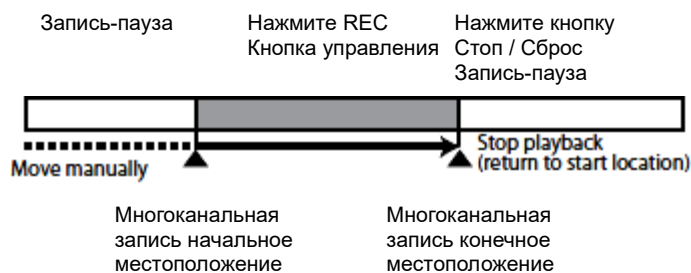 Запись-пауза
Нажмите REC
Кнопка управления
Нажмите кнопку
Стоп / Сброс
Запись-пауза
Move manually
Stop playback
(return to start location)
Многоканальная
запись начальное
местоположение
Многоканальная
запись конечное
местоположение